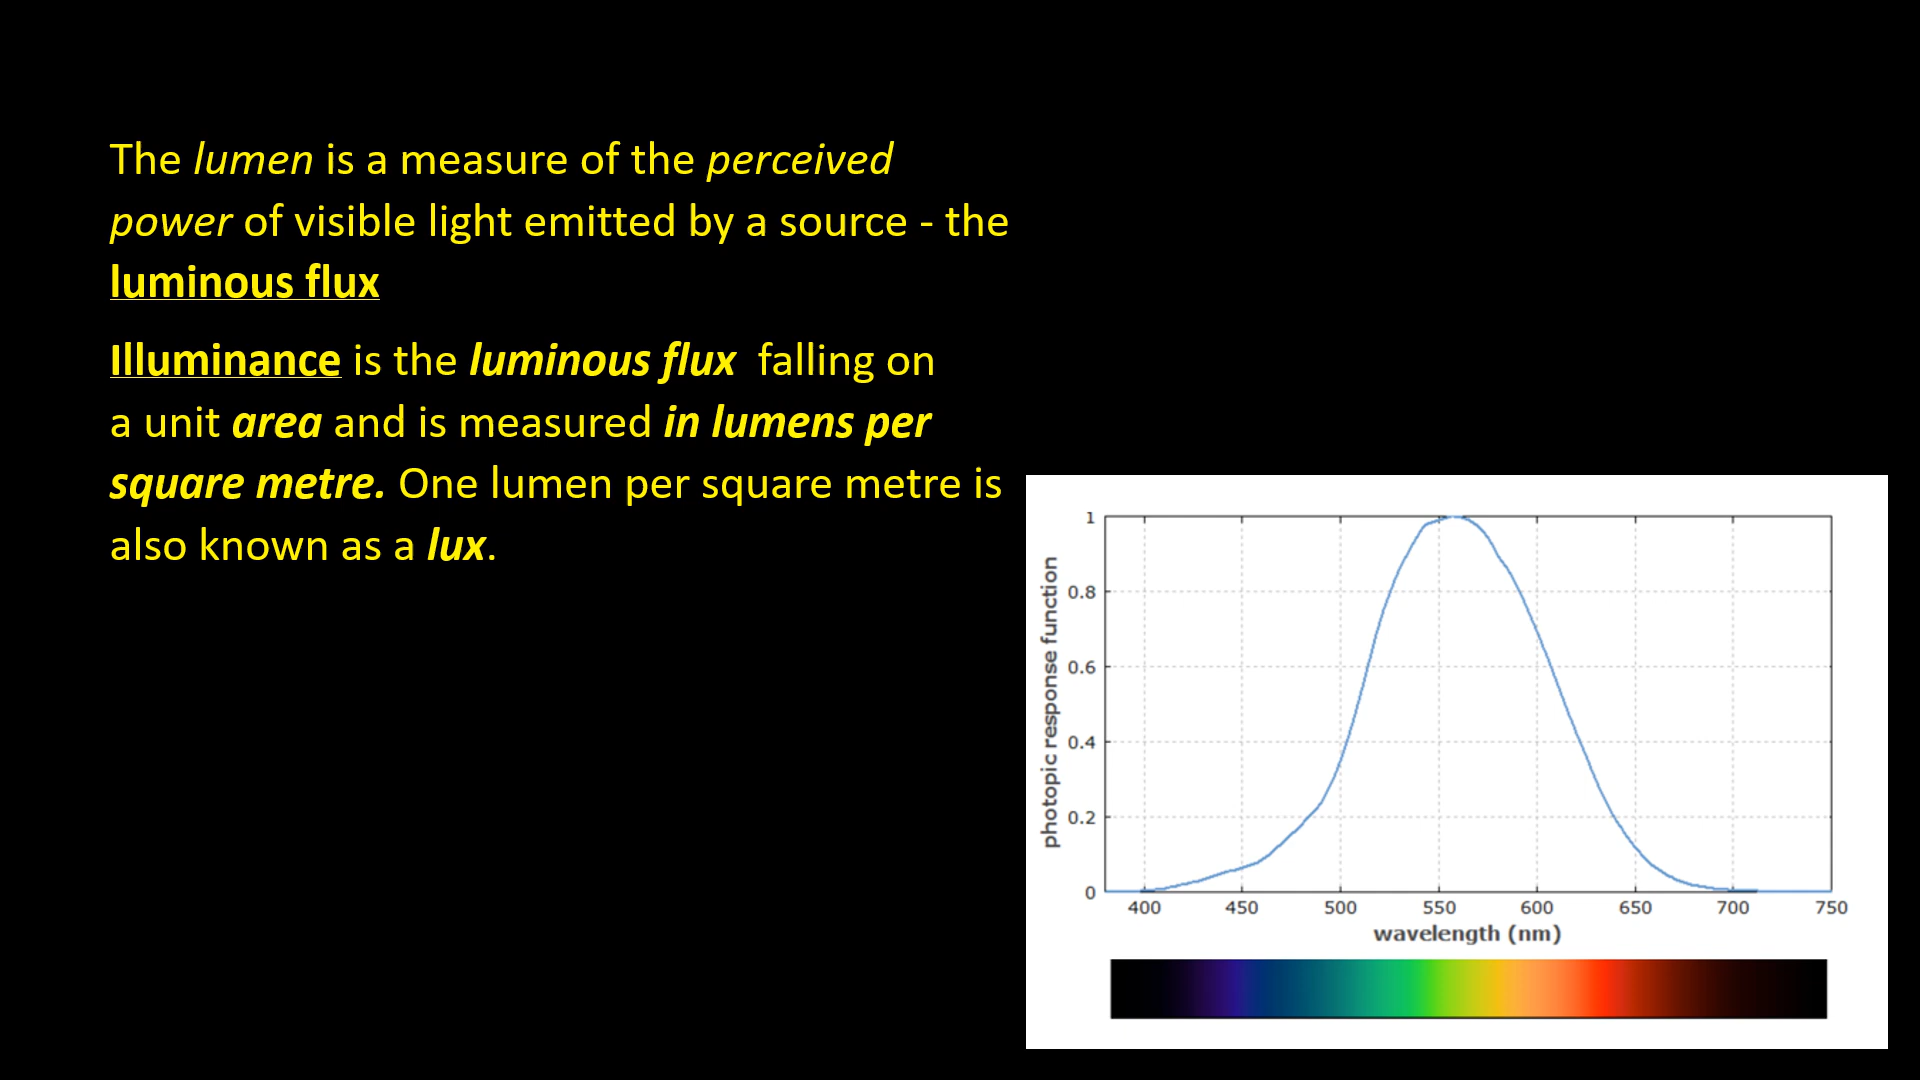 The lumen is a measure of the perceived
power of visible light emitted by a source - the
luminous flux
Illuminance is the luminous flux falling on
a unit area and is measured in lumens per
square metre. One lumen per square metre is
also known as a lux.
photopic response function
1
0.8
0.6
0.4
0.2
0
400 450 500 550 600 650 700 750
wavelength (nm)